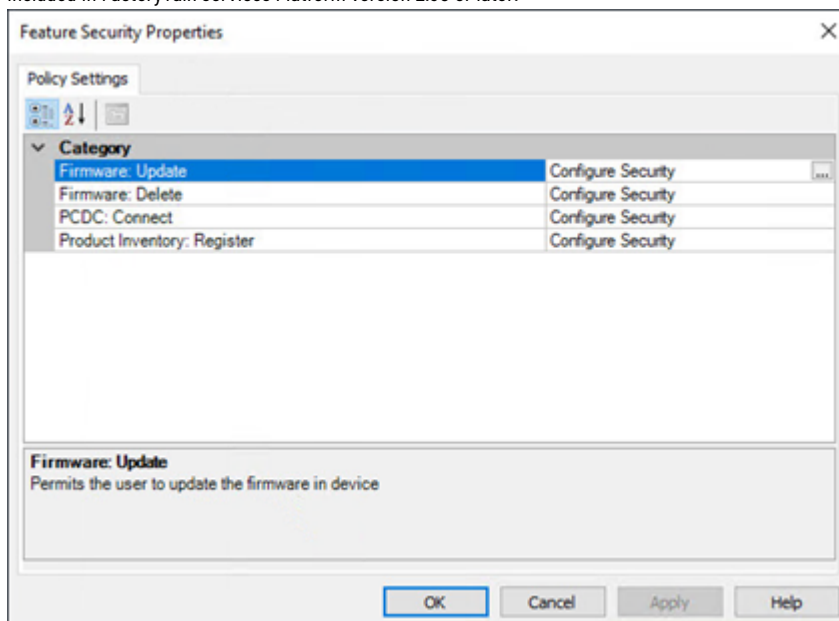 Feature Security Properties
Policy Settings
Category
Firmware: Update Configure Security ...
Firmware: Delete Configure Security
PCDC: Connect Configure Security
Product Inventory: Register Configure Security
Firmware: Update
Permits the user to update the firmware in device
OK Cancel Apply Help